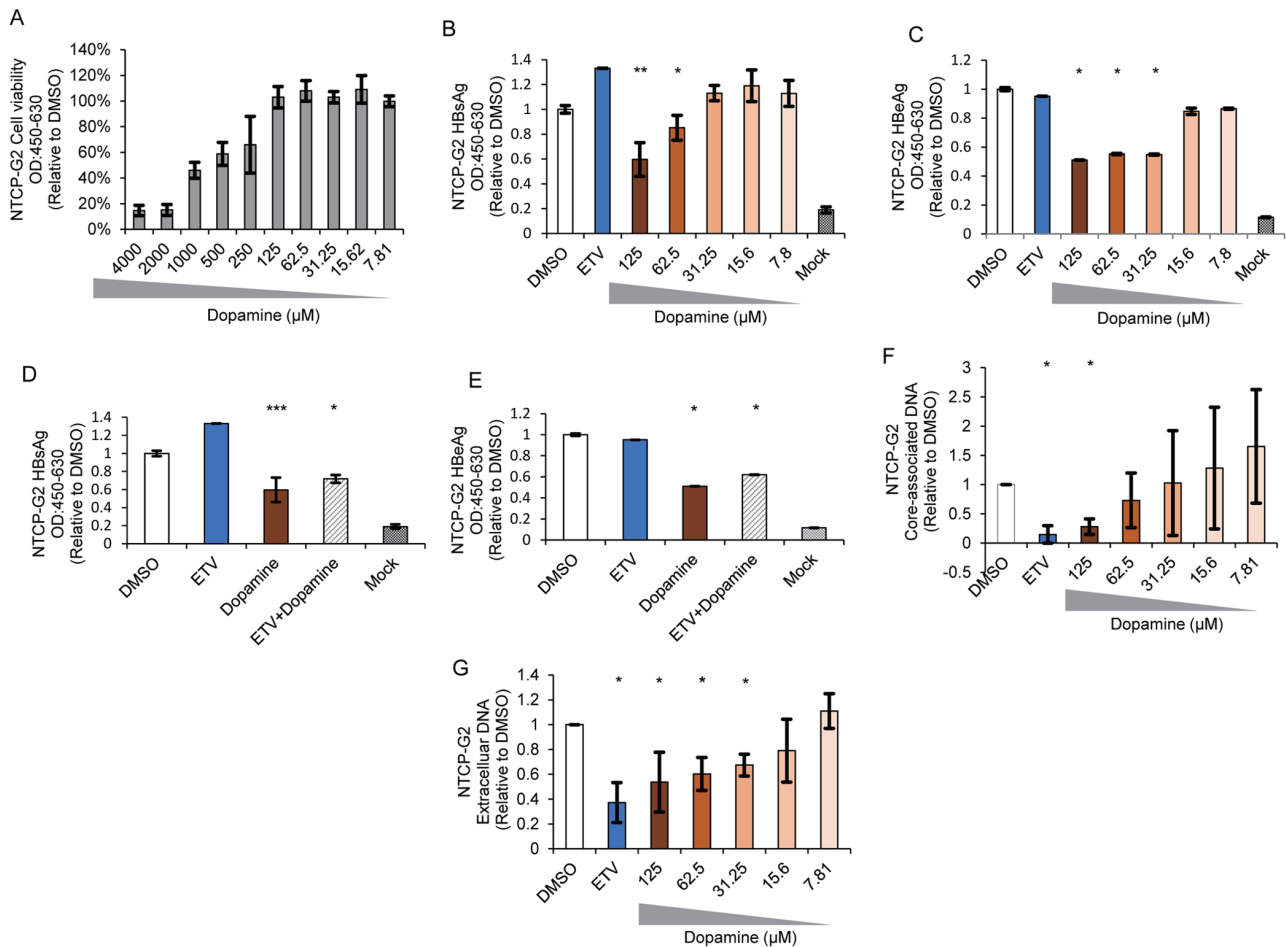 A
NTCP-G2 Cell viability
OD:450-630
(Relative to DMSO)
140%
120%
100%
80%
60%
40%
20%
0%
4000
2000
1000
500
250
125
62.5
31.25
15.62
7.81
Dopamine (µM)
B
NTCP-G2 HBsAg
OD:450-630
(Relative to DMSO)
1.4
1.2
1
0.8
0.6
0.4
0.2
0
** *
DMSO
ETV
125
62.5
31.25
15.6
7.8
Mock
Dopamine (µM)
C
NTCP-G2 HBeAg
OD:450-630
(Relative to DMSO)
1.2
1
0.8
0.6
0.4
0.2
0
* * *
DMSO
ETV
125
62.5
31.25
15.6
7.8
Mock
Dopamine (µM)
D
NTCP-G2 HBsAg
OD:450-630
(Relative to DMSO)
1.4
1.2
1
0.8
0.6
0.4
0.2
0
*** *
DMSO
ETV
Dopamine
ETV+Dopamine
Mock
E
NTCP-G2 HBeAg
OD:450-630
(Relative to DMSO)
1.2
1
0.8
0.6
0.4
0.2
0
* *
DMSO
ETV
Dopamine
ETV+Dopamine
Mock
F
NTCP-G2
Core-associated DNA
(Relative to DMSO)
3
2.5
2
1.5
1
0.5
0
-0.5
* *
DMSO
ETV
125
62.5
31.25
15.6
7.81
Dopamine (µM)
G
NTCP-G2
Extracelluar DNA
(Relative to DMSO)
1.4
1.2
1
0.8
0.6
0.4
0.2
0
* * * *
DMSO
ETV
125
62.5
31.25
15.6
7.81
Dopamine (µM)